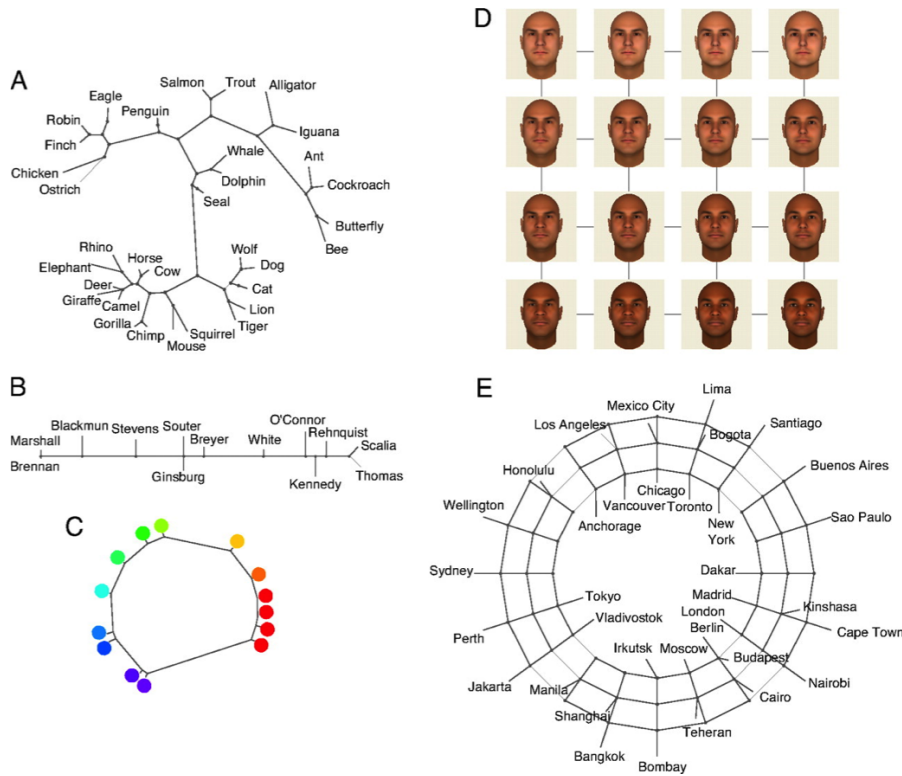 A
Salmon
Trout
Alligator
Eagle
Penguin
Robin
Iguana
Finch
Whale
Ant
Chicken
Dolphin
Cockroach
Ostrich
Seal
Butterfly
Bee
Rhino
Horse
Wolf
Elephant
Cow
Dog
Deer
Cat
Giraffe
Camel
Lion
Gorilla
Squirrel
Tiger
Chimp
Mouse
B
O'Connor
Blackmun
Stevens
Souter
Rehnquist
Marshall
Breyer
White
Scalia
Brennan
Ginsburg
Kennedy
Thomas
C
D
E
Lima
Mexico City
Los Angeles
Santiago
Bogota
Honolulu
Buenos Aires
Chicago
Wellington
Vancouver
Toronto
Anchorage
New
York
Sao Paulo
Sydney
Dakar
Tokyo
Madrid
Kinshasa
Vladivostok
London
Berlin
Cape Town
Perth
Irkutsk
Moscow
Budapest
Jakarta
Manila
Nairobi
Cairo
Shanghai
Teheran
Bangkok
Bombay